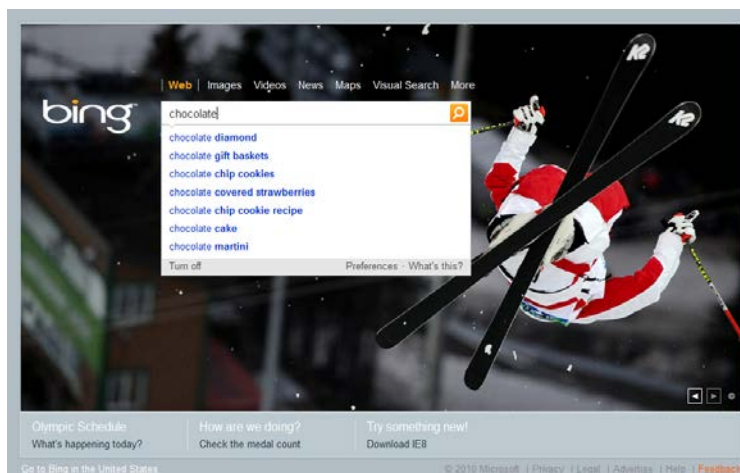 Web | Images Videos News Maps Visual Search More
bing™
chocolate
chocolate diamond
chocolate gift baskets
chocolate chip cookies
chocolate covered strawberries
chocolate chip cookie recipe
chocolate cake
chocolate martini
Turn off Preferences · What's this?
K2
K2
Olympic Schedule How are we doing? Try something new!
What's happening today? Check the medal count Download IE8
Go to Bing in the United States © 2010 Microsoft | Privacy | Legal | Advertise | Help | Feedback